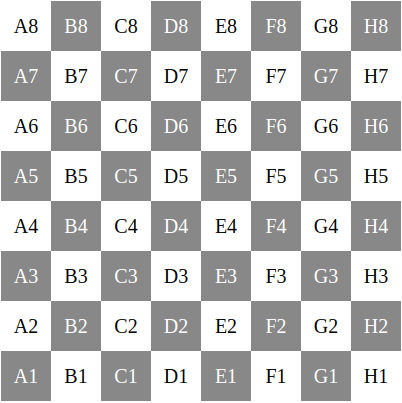 A8 B8 C8 D8 E8 F8 G8 H8
A7 B7 C7 D7 E7 F7 G7 H7
A6 B6 C6 D6 E6 F6 G6 H6
A5 B5 C5 D5 E5 F5 G5 H5
A4 B4 C4 D4 E4 F4 G4 H4
A3 B3 C3 D3 E3 F3 G3 H3
A2 B2 C2 D2 E2 F2 G2 H2
A1 B1 C1 D1 E1 F1 G1 H1